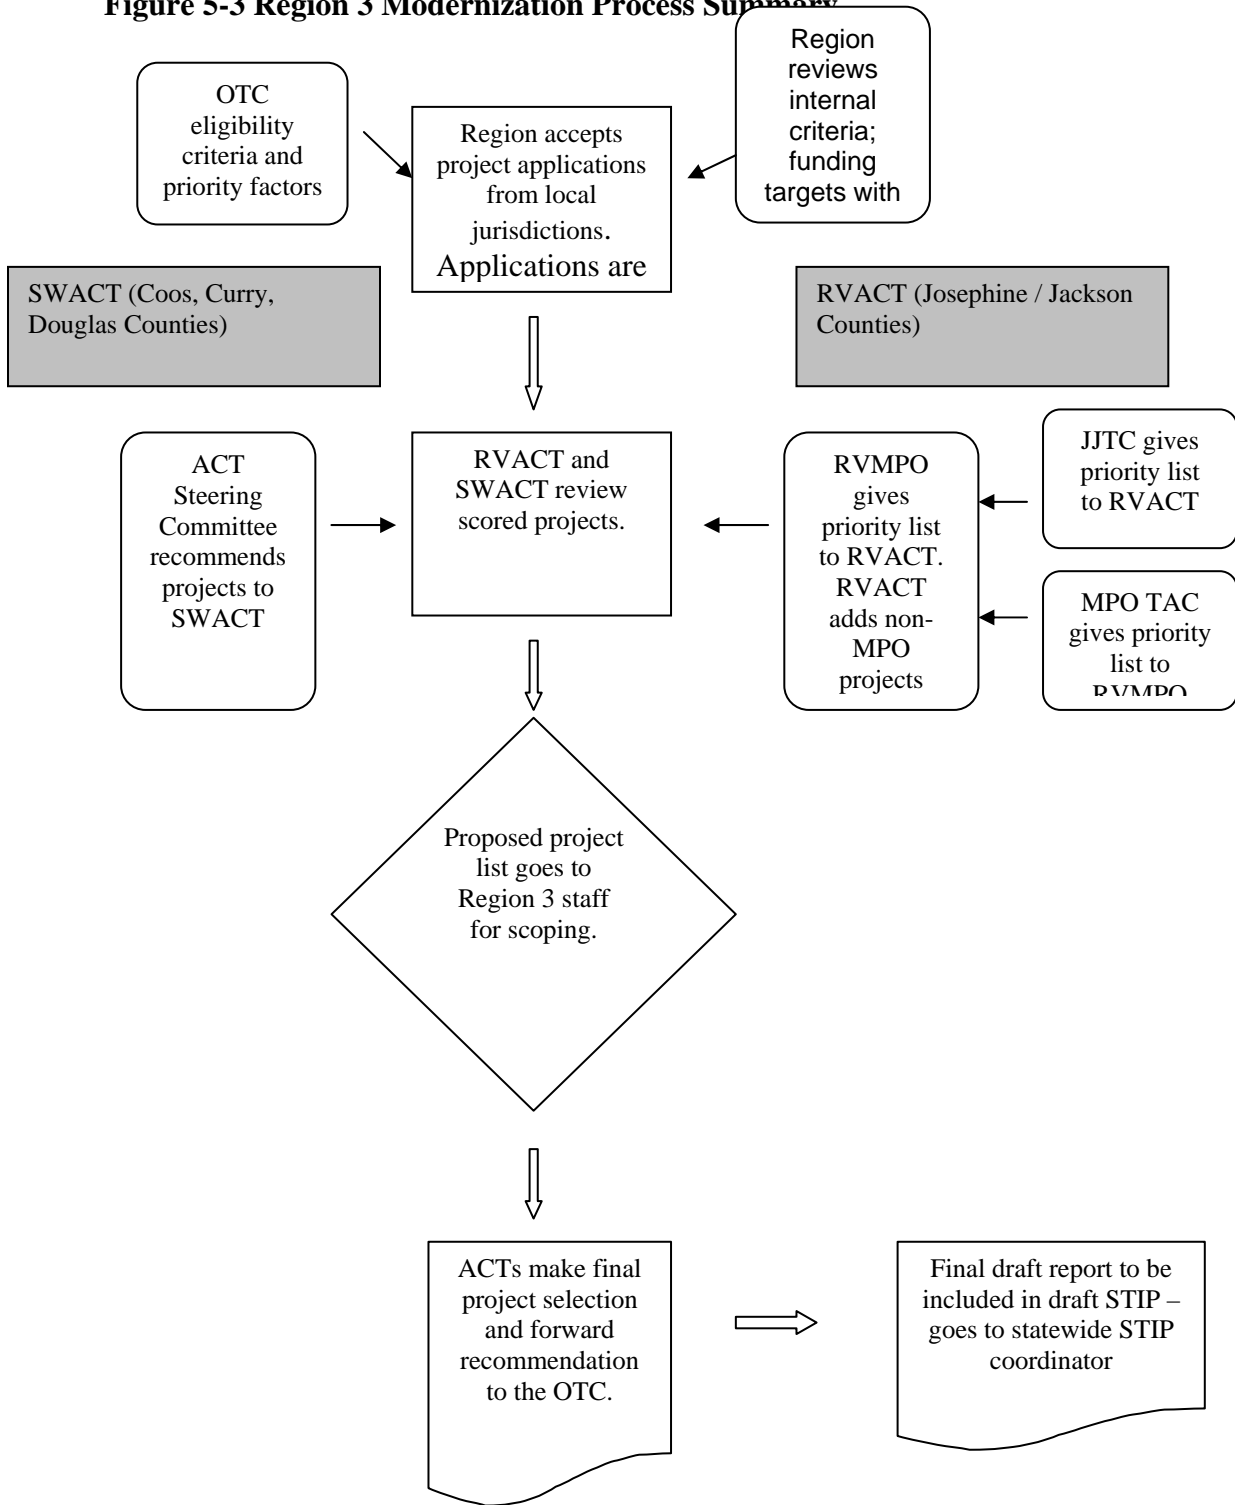 Figure 5-3 Region 3 Modernization Process Summary
OTC
eligibility
criteria and
priority factors
Region accepts
project applications
from local
jurisdictions.
Applications are
Region
reviews
internal
criteria;
funding
targets with
SWACT (Coos, Curry,
Douglas Counties)
RVACT (Josephine / Jackson
Counties)
ACT
Steering
Committee
recommends
projects to
SWACT
RVACT and
SWACT review
scored projects.
RVMPO
gives
priority list
to RVACT.
RVACT
adds non-
MPO
projects
JJTC gives
priority list
to RVACT
MPO TAC
gives priority
list to
RVMPO
Proposed project
list goes to
Region 3 staff
for scoping.
ACTs make final
project selection
and forward
recommendation
to the OTC.
Final draft report to be
included in draft STIP –
goes to statewide STIP
coordinator